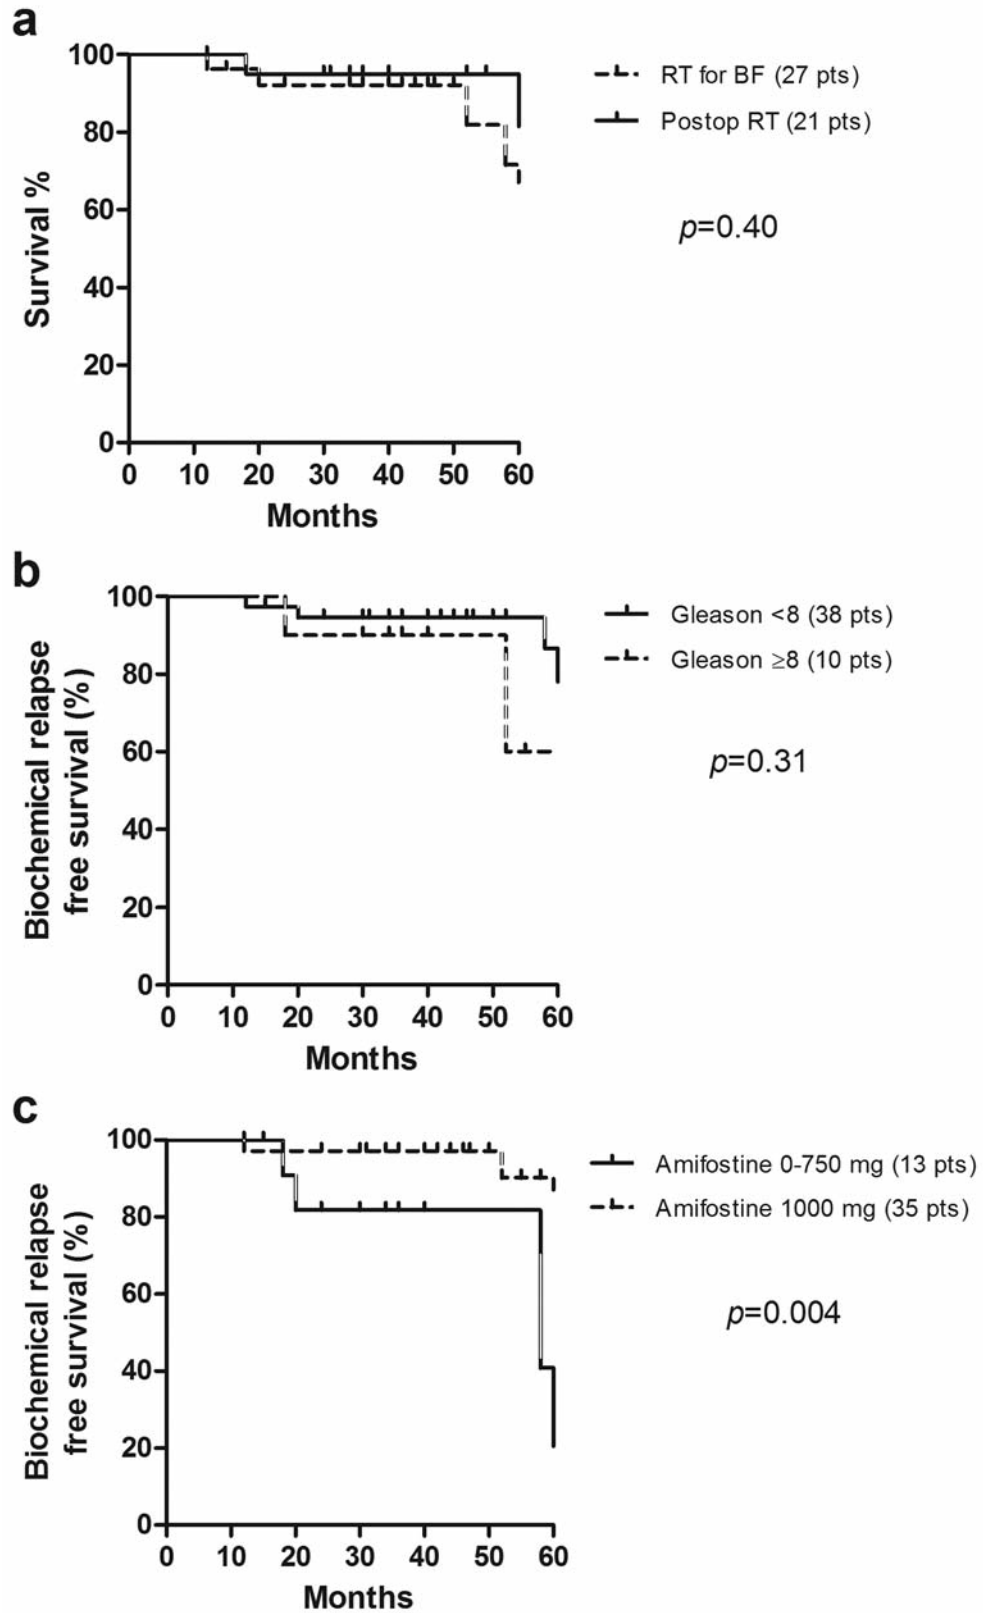 a
100
80
60
40
20
0
Survival %
0 10 20 30 40 50 60
Months
RT for BF (27 pts)
Postop RT (21 pts)
p=0.40
b
100
80
60
40
20
0
Biochemical relapse
free survival (%)
0 10 20 30 40 50 60
Months
Gleason <8 (38 pts)
Gleason ≥8 (10 pts)
p=0.31
c
100
80
60
40
20
0
Biochemical relapse
free survival (%)
0 10 20 30 40 50 60
Months
Amifostine 0-750 mg (13 pts)
Amifostine 1000 mg (35 pts)
p=0.004